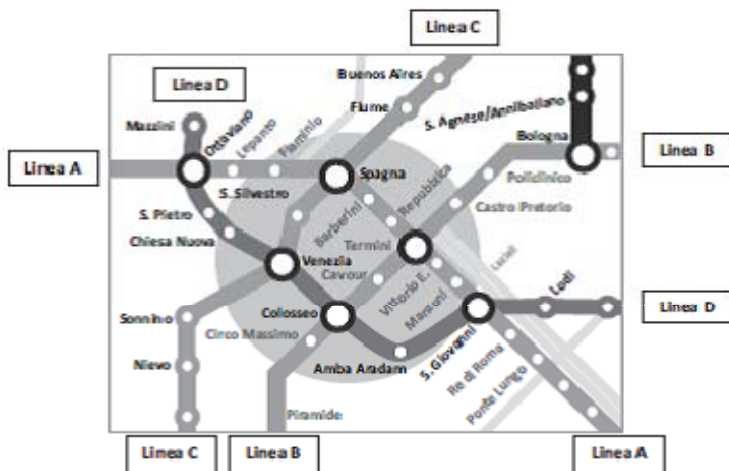 Linea C
Linea D
Buenos Aires
Fiume
S. Agnese/Annibaliano
Mazzini
Ottaviano
Lepanto
Flaminio
Bologna
Linea A
Spagna
Linea B
Policlinico
S. Silvestro
Repubblica
Castro Pretorio
S. Pietro
Barberini
Chiesa Nuova
Termini
Venezia
Cavour
Vittorio E.
Manzoni
Lodi
Linea D
Colosseo
Sonnino
Circo Massimo
S. Giovanni
Re di Roma
Nievo
Amba Aradam
Ponte Lungo
Piramide
Linea C
Linea B
Linea A